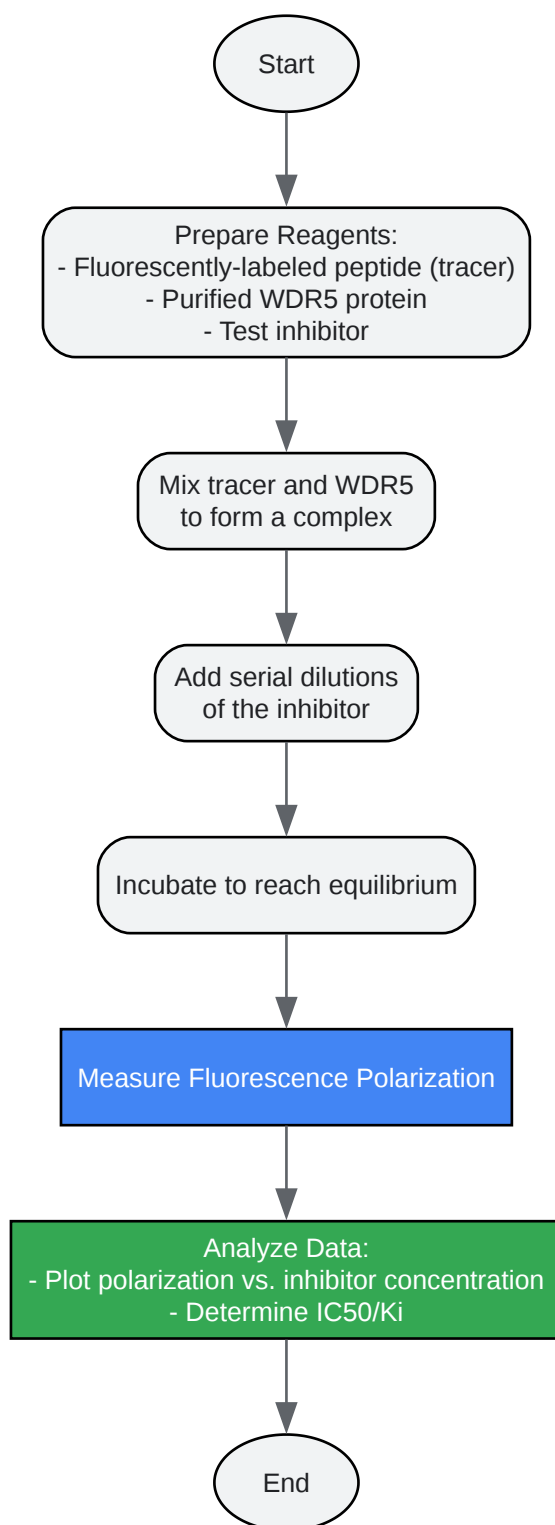 Start
Prepare Reagents:
- Fluorescently-labeled peptide (tracer)
- Purified WDR5 protein
- Test inhibitor
Mix tracer and WDR5
to form a complex
Add serial dilutions
of the inhibitor
Incubate to reach equilibrium
Measure Fluorescence Polarization
Analyze Data:
- Plot polarization vs. inhibitor concentration
- Determine IC50/Ki
End